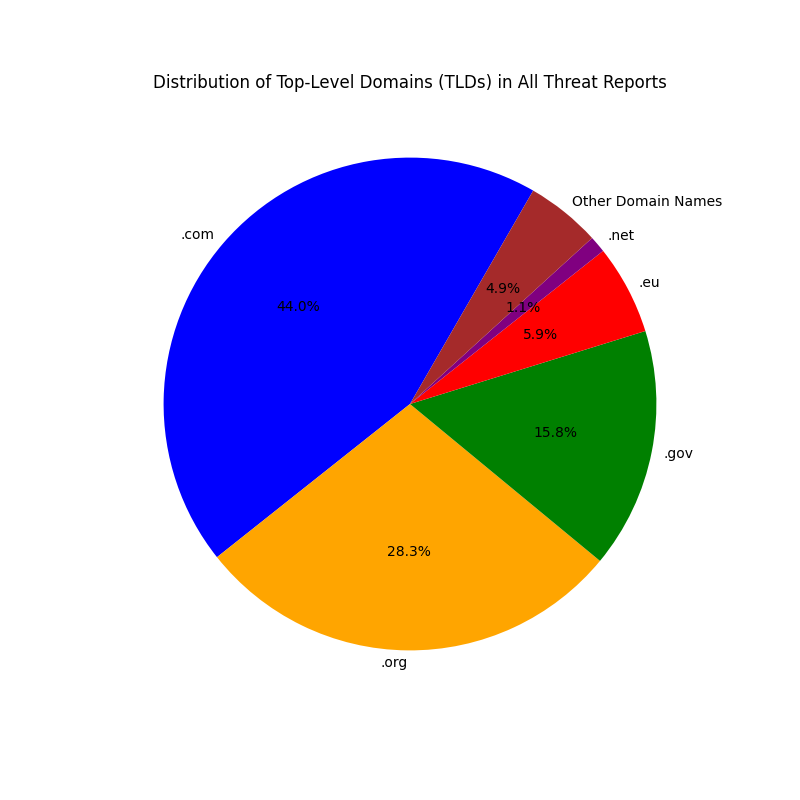 Distribution of Top-Level Domains (TLDs) in All Threat Reports
Other Domain Names
.net
.com
.eu
4.9%
44.0%
1.1%
5.9%
15.8%
.gov
28.3%
.org